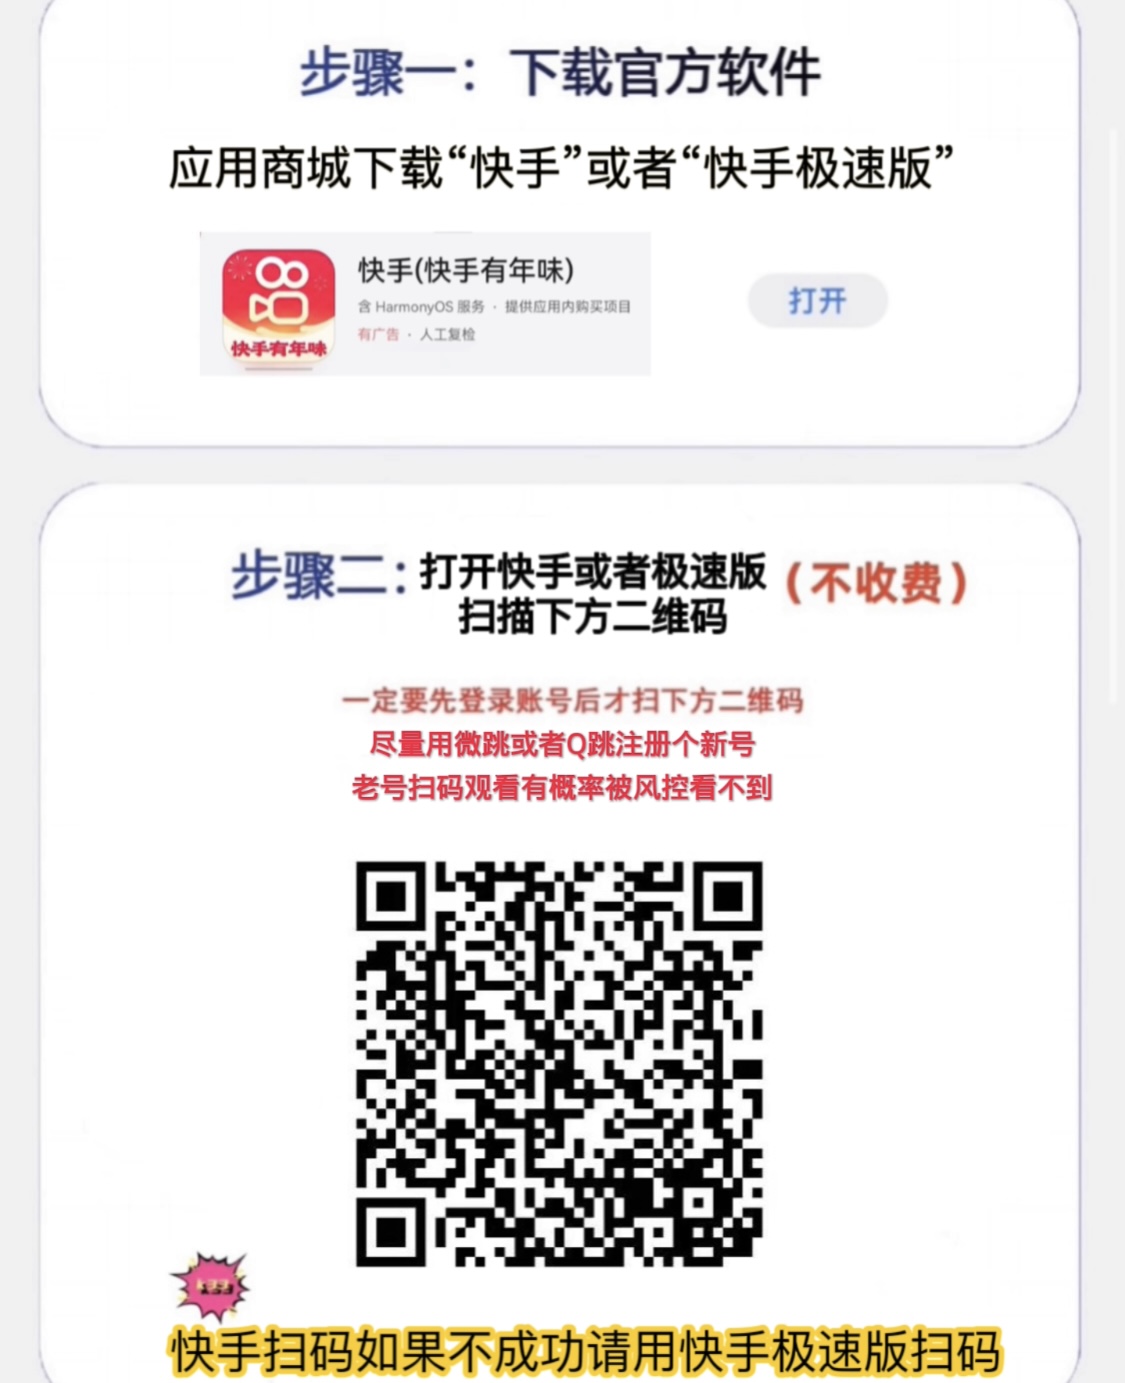 步骤一：下载官方软件
应用商城下载“快手”或者“快手极速版”
快手(快手有年味)
含 HarmonyOS 服务 · 提供应用内购买项目
有广告 · 人工复检
快手有年味
打开
步骤二：打开快手或者极速版（不收费）
扫描下方二维码
一定要先登录账号后才扫下方二维码
尽量用微跳或者Q跳注册个新号
老号扫码观看有概率被风控看不到
快手扫码如果不成功请用快手极速版扫码